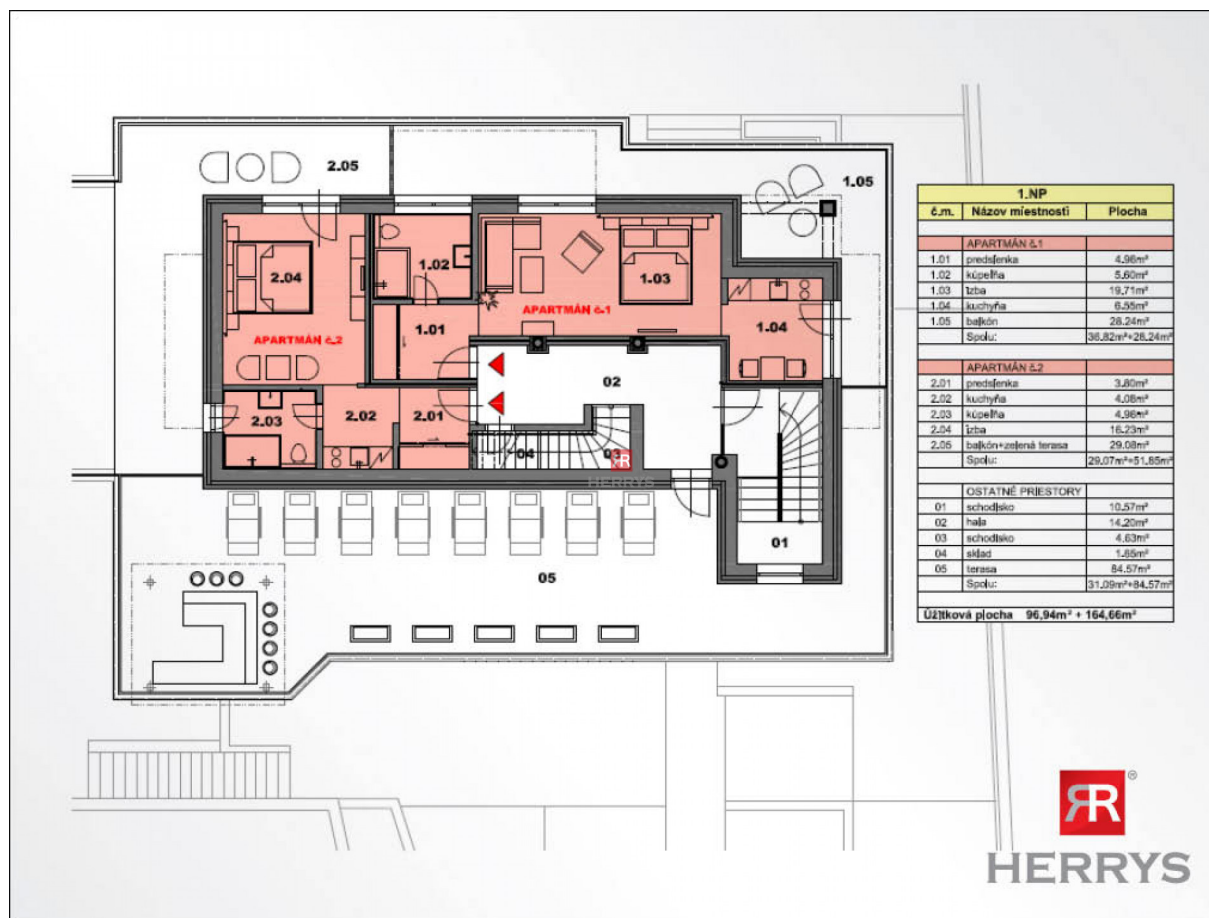 2.05
1.05
2.04
1.02
1.03
APARTMÁN č.1
1.01
1.04
APARTMÁN č.2
02
2.03
2.02
2.01
04
03
HERRYS
01
05
1.NP
č.m. Názov miestnosti Plocha
APARTMÁN č.1
1.01 predsienka 4.96m²
1.02 kúpeľňa 5.60m²
1.03 izba 19.71m²
1.04 kuchyňa 6.55m²
1.05 balkón 28.24m²
Spolu: 36.82m²+28.24m²
APARTMÁN č.2
2.01 predsienka 3.80m²
2.02 kuchyňa 4.08m²
2.03 kúpeľňa 4.96m²
2.04 izba 16.23m²
2.05 balkón+zelená terasa 29.08m²
Spolu: 29.07m²+51.85m²
OSTATNÉ PRIESTORY
01 schodisko 10.57m²
02 hala 14.20m²
03 schodisko 4.63m²
04 sklad 1.65m²
05 terasa 84.57m²
Spolu: 31.09m²+84.57m²
Úžitková plocha 96,94m² + 164,66m²
RR®
HERRYS